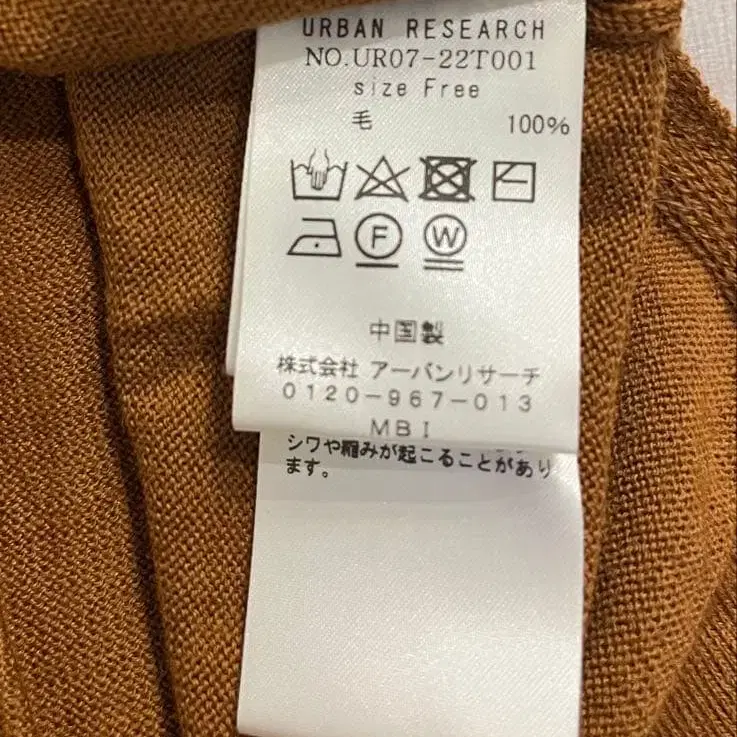 URBAN RESEARCH
NO.UR07-22T001
size Free
毛 100%
F W
中国製
株式会社 アーバンリサーチ
0120-967-013
MBI
シワや縮みが起こることがあり
ます。